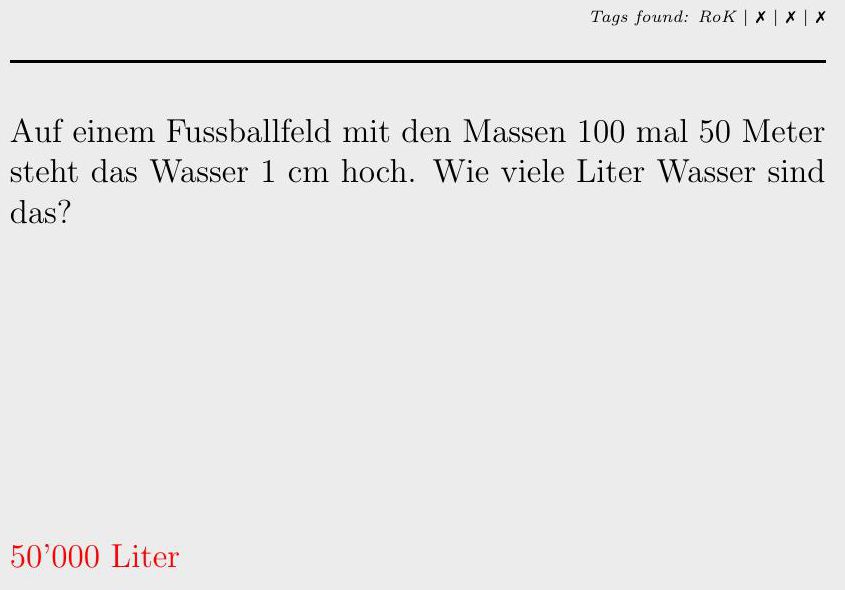 Tags found: RoK | ✗ | ✗ | ✗
Auf einem Fussballfeld mit den Massen 100 mal 50 Meter
steht das Wasser 1 cm hoch. Wie viele Liter Wasser sind
das?
50'000 Liter